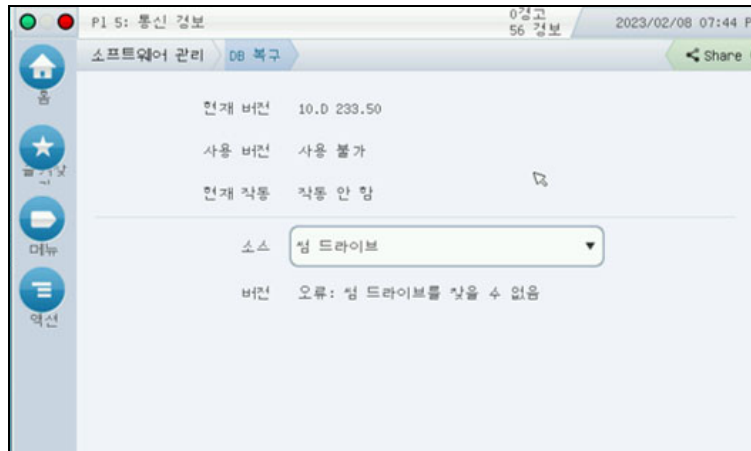 P1 5: 통신 경보
0경고
56 경보
2023/02/08 07:44 P
소프트웨어 관리
DB 복구
Share
홈
메뉴
액션
현재 버전 10.D 233.50
사용 버전 사용 불가
현재 작동 작동 안 함
소스 썸 드라이브
버전 오류: 썸 드라이브를 찾을 수 없음